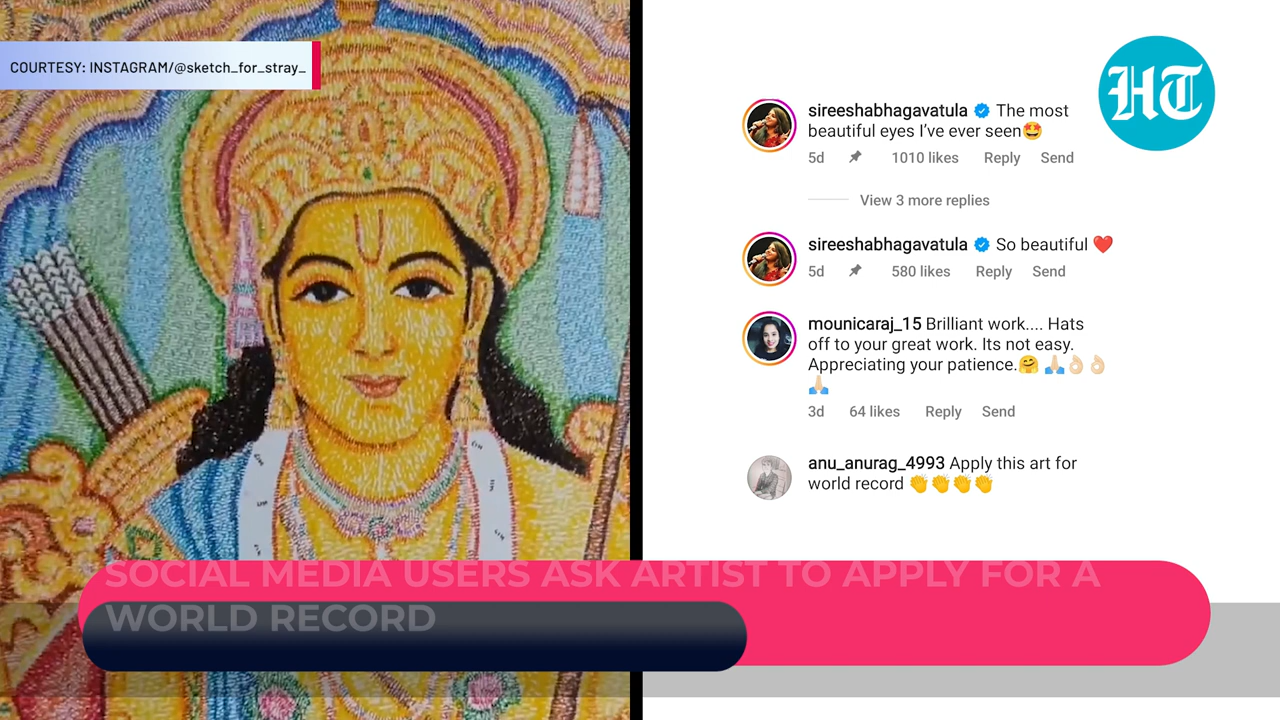 COURTESY: INSTAGRAM/@sketch_for_stray_
HT
sireeshabhagavatula The most
beautiful eyes I've ever seen🤩
5d 1010 likes Reply Send
View 3 more replies
sireeshabhagavatula So beautiful ❤️
5d 580 likes Reply Send
mounicaraj_15 Brilliant work.... Hats
off to your great work. Its not easy.
Appreciating your patience.🤗 🙏🏻👌🏻👌🏻
🙏🏻
3d 64 likes Reply Send
anu_anurag_4993 Apply this art for
world record 👏👏👏👏
SOCIAL MEDIA USERS ASK ARTIST TO APPLY FOR A
WORLD RECORD